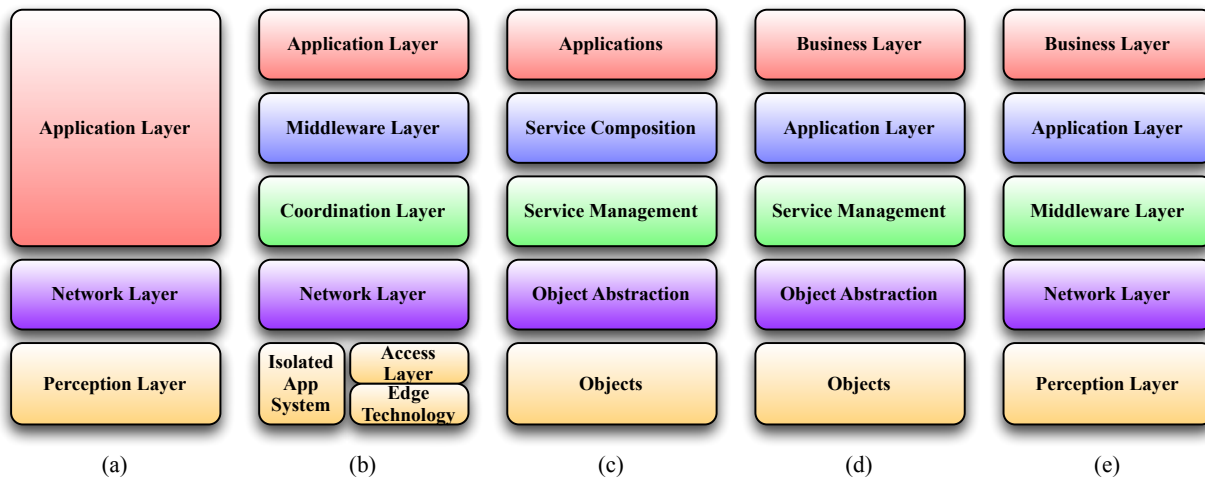 Application Layer
Network Layer
Perception Layer
(a)
Application Layer
Middleware Layer
Coordination Layer
Network Layer
Isolated
App
System
Access
Layer
Edge
Technology
(b)
Applications
Service Composition
Service Management
Object Abstraction
Objects
(c)
Business Layer
Application Layer
Service Management
Object Abstraction
Objects
(d)
Business Layer
Application Layer
Middleware Layer
Network Layer
Perception Layer
(e)